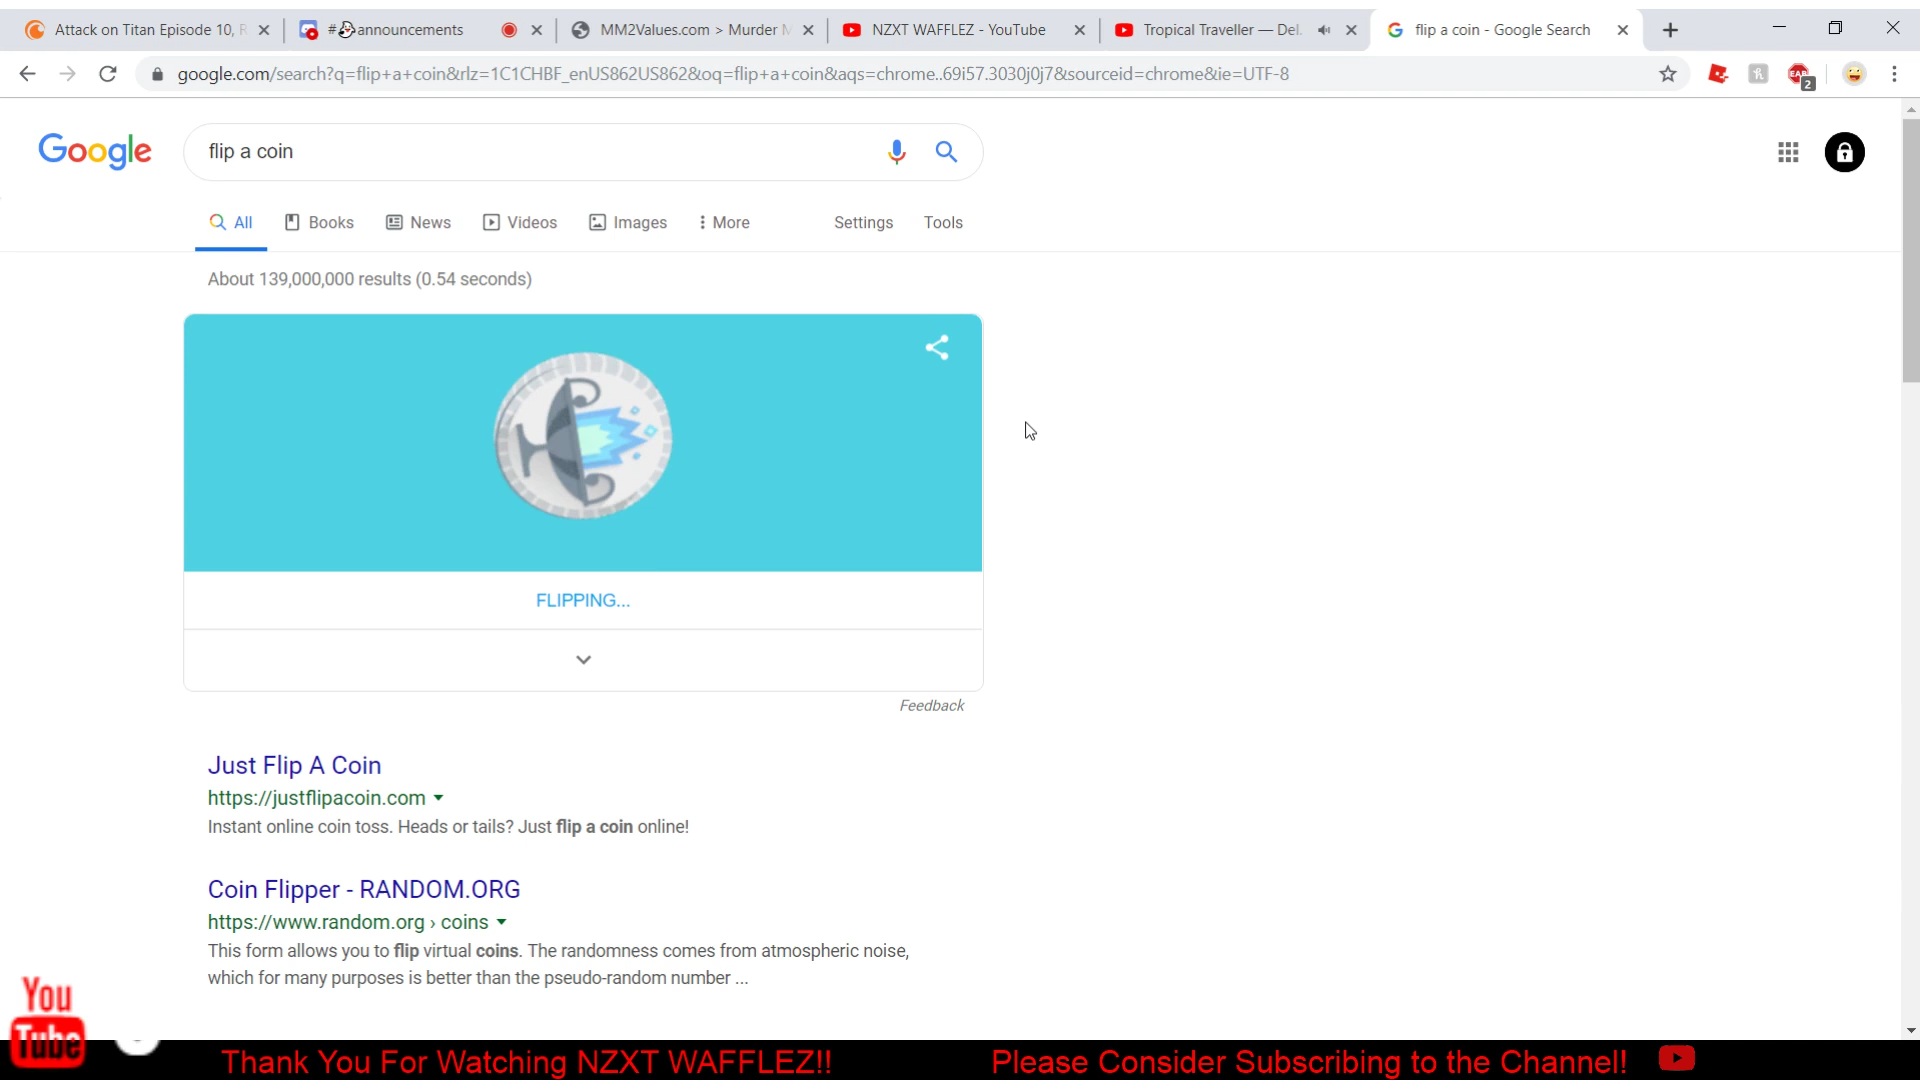 Attack on Titan Episode 10, R
#announcements
MM2Values.com > Murder M
NZXT WAFFLEZ - YouTube
Tropical Traveller — Del.
flip a coin - Google Search
google.com/search?q=flip+a+coin&rlz=1C1CHBF_enUS862US862&oq=flip+a+coin&aqs=chrome..69i57.3030j0j7&sourceid=chrome&ie=UTF-8
EAB
2
Google
flip a coin
All
Books
News
Videos
Images
More
Settings
Tools
About 139,000,000 results (0.54 seconds)
FLIPPING...
Feedback
Just Flip A Coin
https://justflipacoin.com
Instant online coin toss. Heads or tails? Just flip a coin online!
Coin Flipper - RANDOM.ORG
https://www.random.org › coins
This form allows you to flip virtual coins. The randomness comes from atmospheric noise,
which for many purposes is better than the pseudo-random number ...
You
Tube
Thank You For Watching NZXT WAFFLEZ!!
Please Consider Subscribing to the Channel!